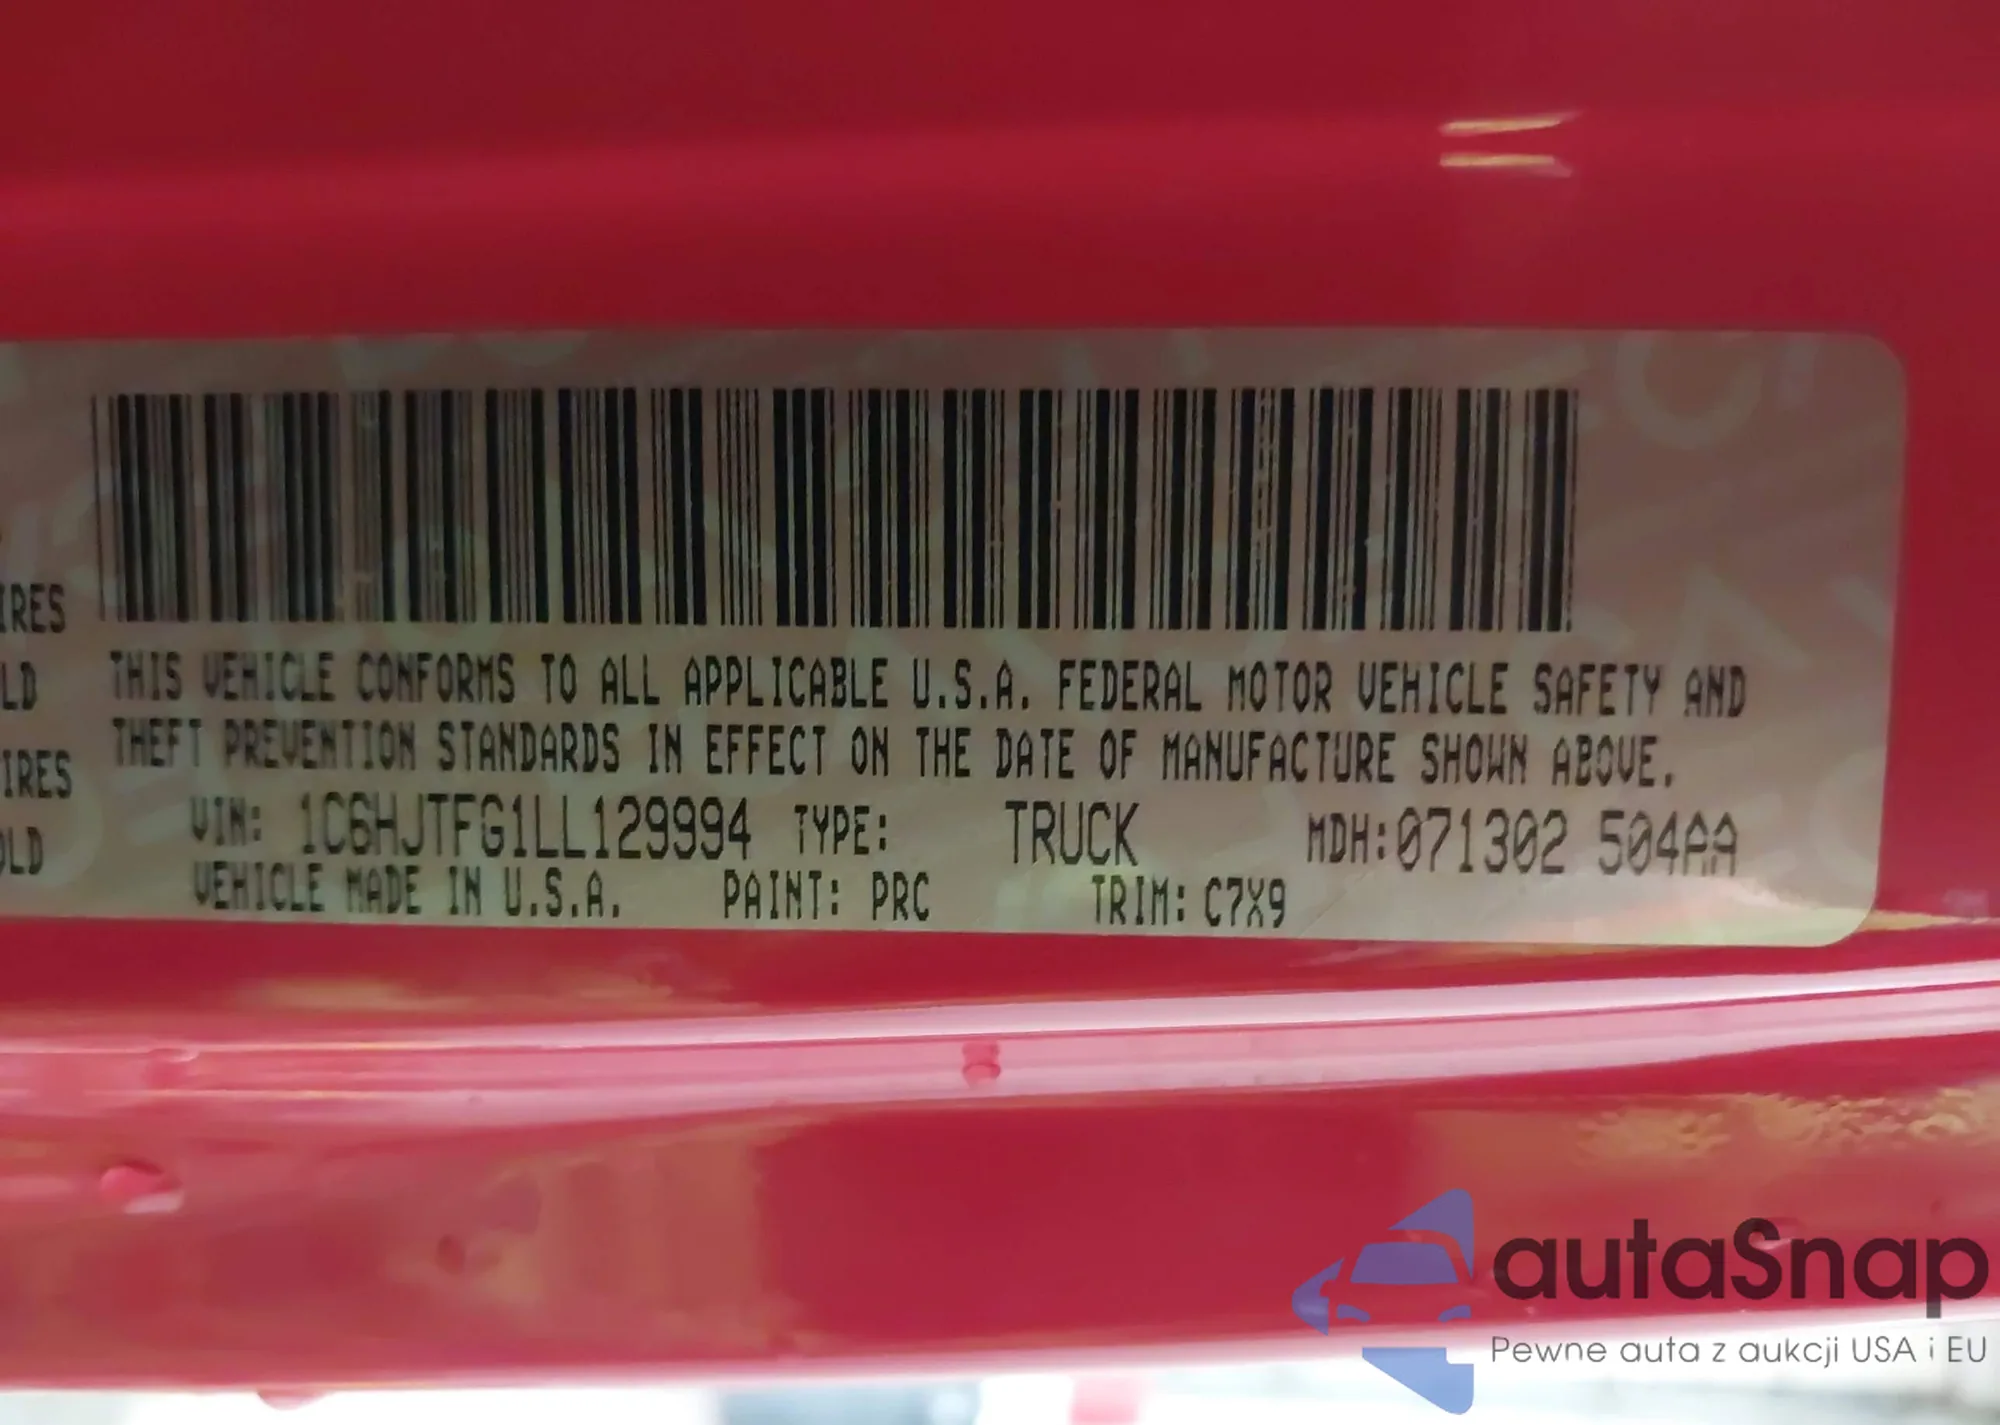 IRES
LD
IRES
OLD
THIS VEHICLE CONFORMS TO ALL APPLICABLE U.S.A. FEDERAL MOTOR VEHICLE SAFETY AND
THEFT PREVENTION STANDARDS IN EFFECT ON THE DATE OF MANUFACTURE SHOWN ABOVE.
VIN: 1C6HJTFG1LL129994 TYPE: TRUCK MDH:071302 504AA
VEHICLE MADE IN U.S.A. PAINT: PRC TRIM: C7X9
autaSnap
Pewne auta z aukcji USA i EU